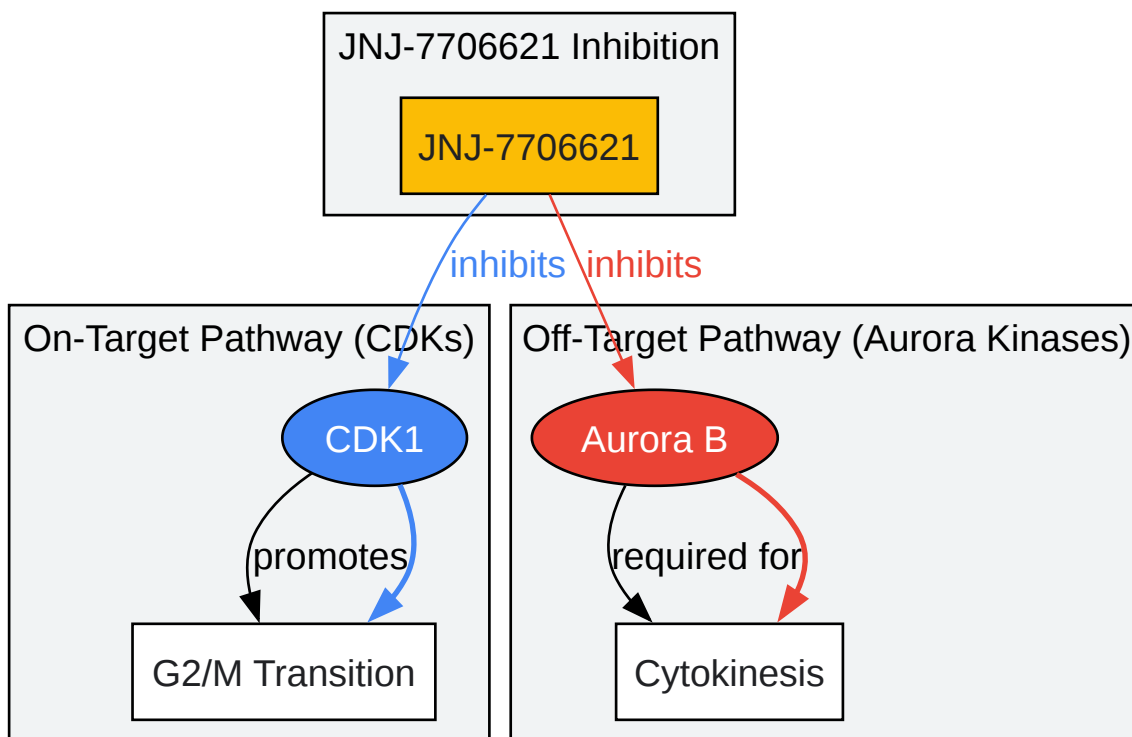 JNJ-7706621 Inhibition
JNJ-7706621
inhibits
inhibits
On-Target Pathway (CDKs)
Off-Target Pathway (Aurora Kinases)
CDK1
Aurora B
promotes
required for
G2/M Transition
Cytokinesis